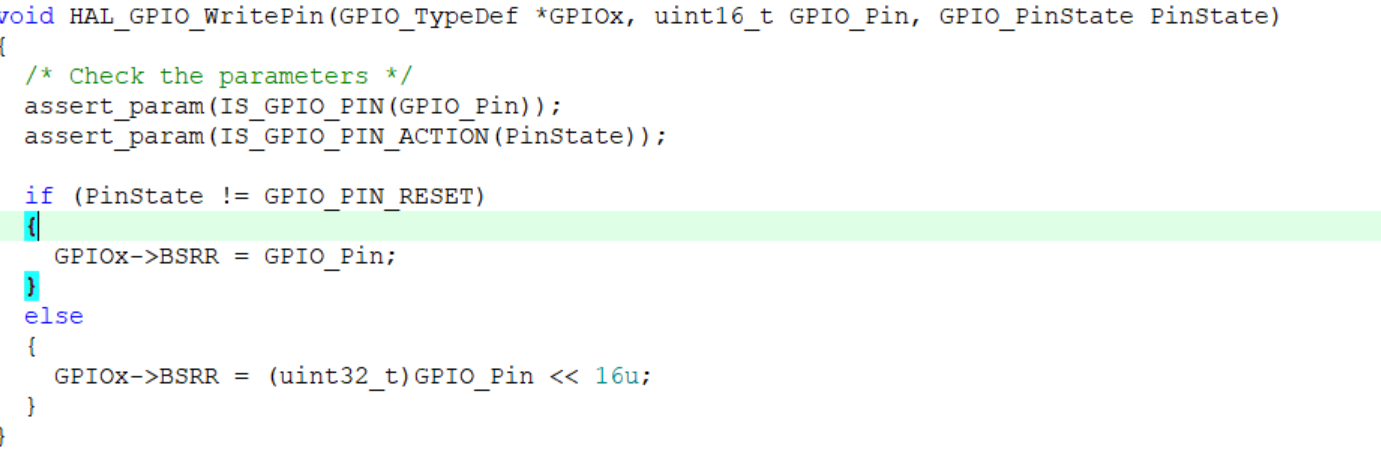 void HAL_GPIO_WritePin(GPIO_TypeDef *GPIOx, uint16_t GPIO_Pin, GPIO_PinState PinState)
{
  /* Check the parameters */
  assert_param(IS_GPIO_PIN(GPIO_Pin));
  assert_param(IS_GPIO_PIN_ACTION(PinState));

  if (PinState != GPIO_PIN_RESET)
  {
    GPIOx->BSRR = GPIO_Pin;
  }
  else
  {
    GPIOx->BSRR = (uint32_t)GPIO_Pin << 16u;
  }
}